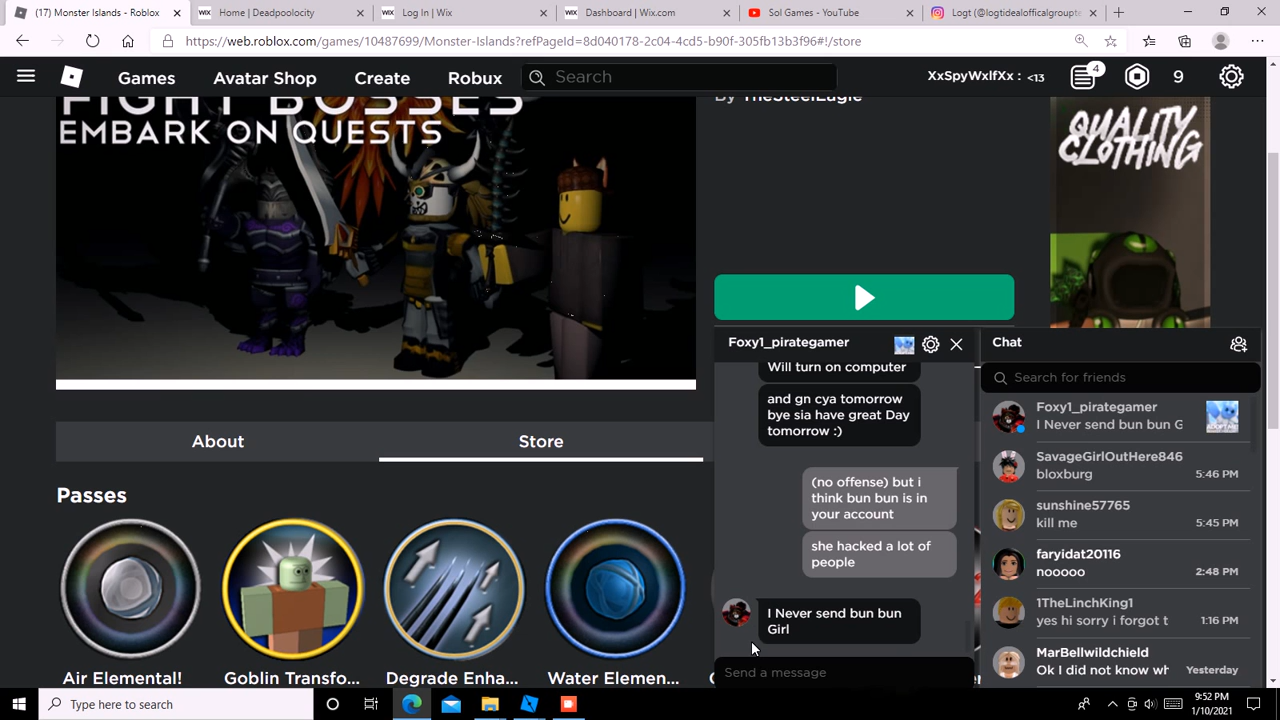 (17) Monster Islands - Roblox
Home | Deadpoolocity
Log In | Wix
Dashboard | Wix.com
Sol Games - YouTube
Instagram (@logtidealofficalgroupte
https://web.roblox.com/games/10487699/Monster-Islands?refPageId=8d040178-2c04-4cd5-b90f-305fb13b3f96#!/store
Games
Avatar Shop
Create
Robux
Search
XxSpyWxlfXx : <13
4
9
FIGHT BOSSES
EMBARK ON QUESTS
By TheSteelEagle
QUALITY
CLOTHING
About
Store
Passes
Air Elemental!
Goblin Transfo...
Degrade Enha...
Water Elemen...
Foxy1_pirategamer
Will turn on computer
and gn cya tomorrow
bye sia have great Day
tomorrow :)
(no offense) but i
think bun bun is in
your account
she hacked a lot of
people
I Never send bun bun
Girl
Send a message
Chat
Search for friends
Foxy1_pirategamer
I Never send bun bun G
SavageGirlOutHere846
bloxburg
5:46 PM
sunshine57765
kill me
5:45 PM
faryidat20116
nooooo
2:48 PM
1TheLinchKing1
yes hi sorry i forgot t
1:16 PM
MarBellwildchield
Ok I did not know wh
Yesterday
Type here to search
9:52 PM
1/10/2021